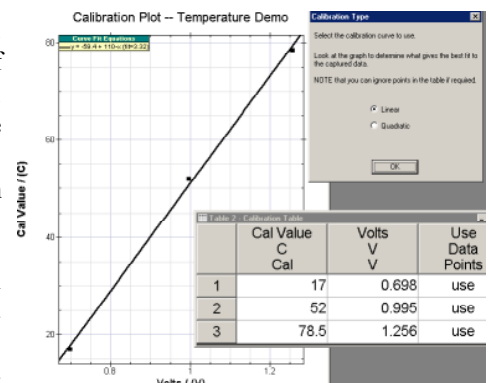 Calibration Plot -- Temperature Demo
Curve Fit Equations
Cal Value / (C)
80
60
40
20
0.8
1
1.2
Volts / (V)
Calibration Type
Select the calibration curve to use.
Look at the graph to determine what gives the best fit to
the captured data.
NOTE that you can ignore points in the table if required.
Linear
Quadratic
OK
Table 2 - Calibration Table
Cal Value Volts Use
C V Data
Cal V Points
1 17 0.698 use
2 52 0.995 use
3 78.5 1.256 use